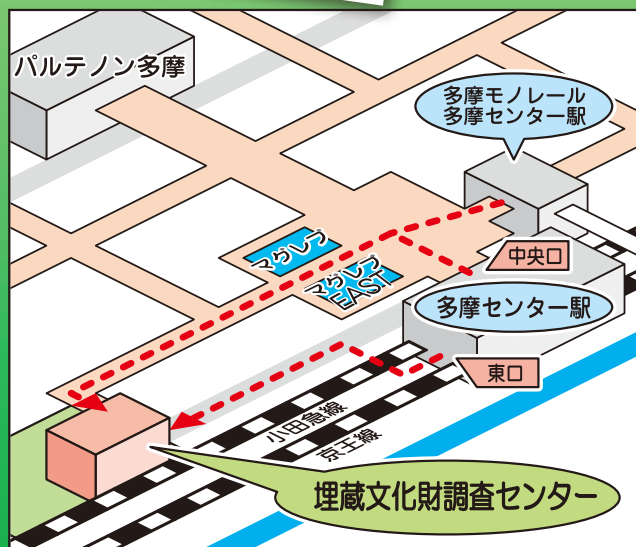 パルテノン多摩
多摩モノレール
多摩センター駅
マグレブ
マグレブ
EAST
中央口
多摩センター駅
東口
小田急線
京王線
埋蔵文化財調査センター